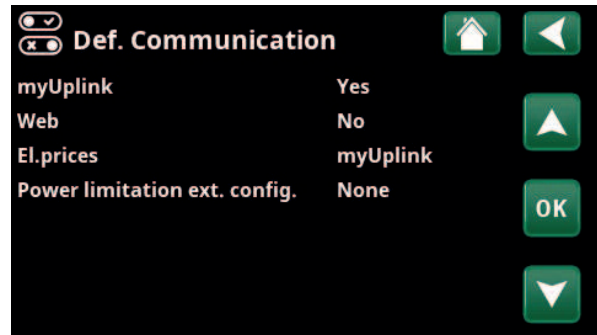 Def. Communication
myUplink Yes
Web No
El.prices myUplink
Power limitation ext. config. None
OK